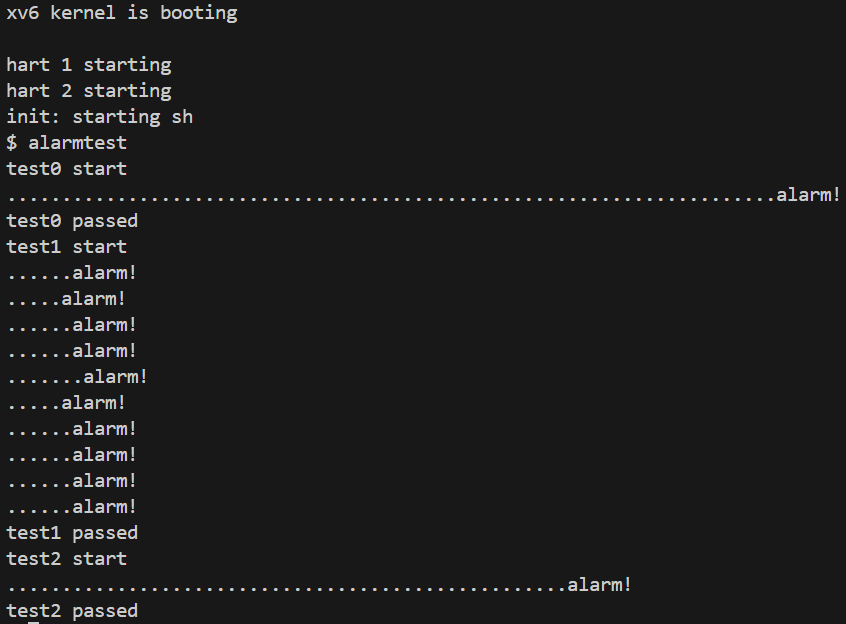 xv6 kernel is booting
hart 1 starting
hart 2 starting
init: starting sh
$ alarmtest
test0 start
......................................................................alarm!
test0 passed
test1 start
......alarm!
.....alarm!
......alarm!
......alarm!
.......alarm!
.....alarm!
......alarm!
......alarm!
......alarm!
......alarm!
test1 passed
test2 start
...................................................alarm!
test2 passed